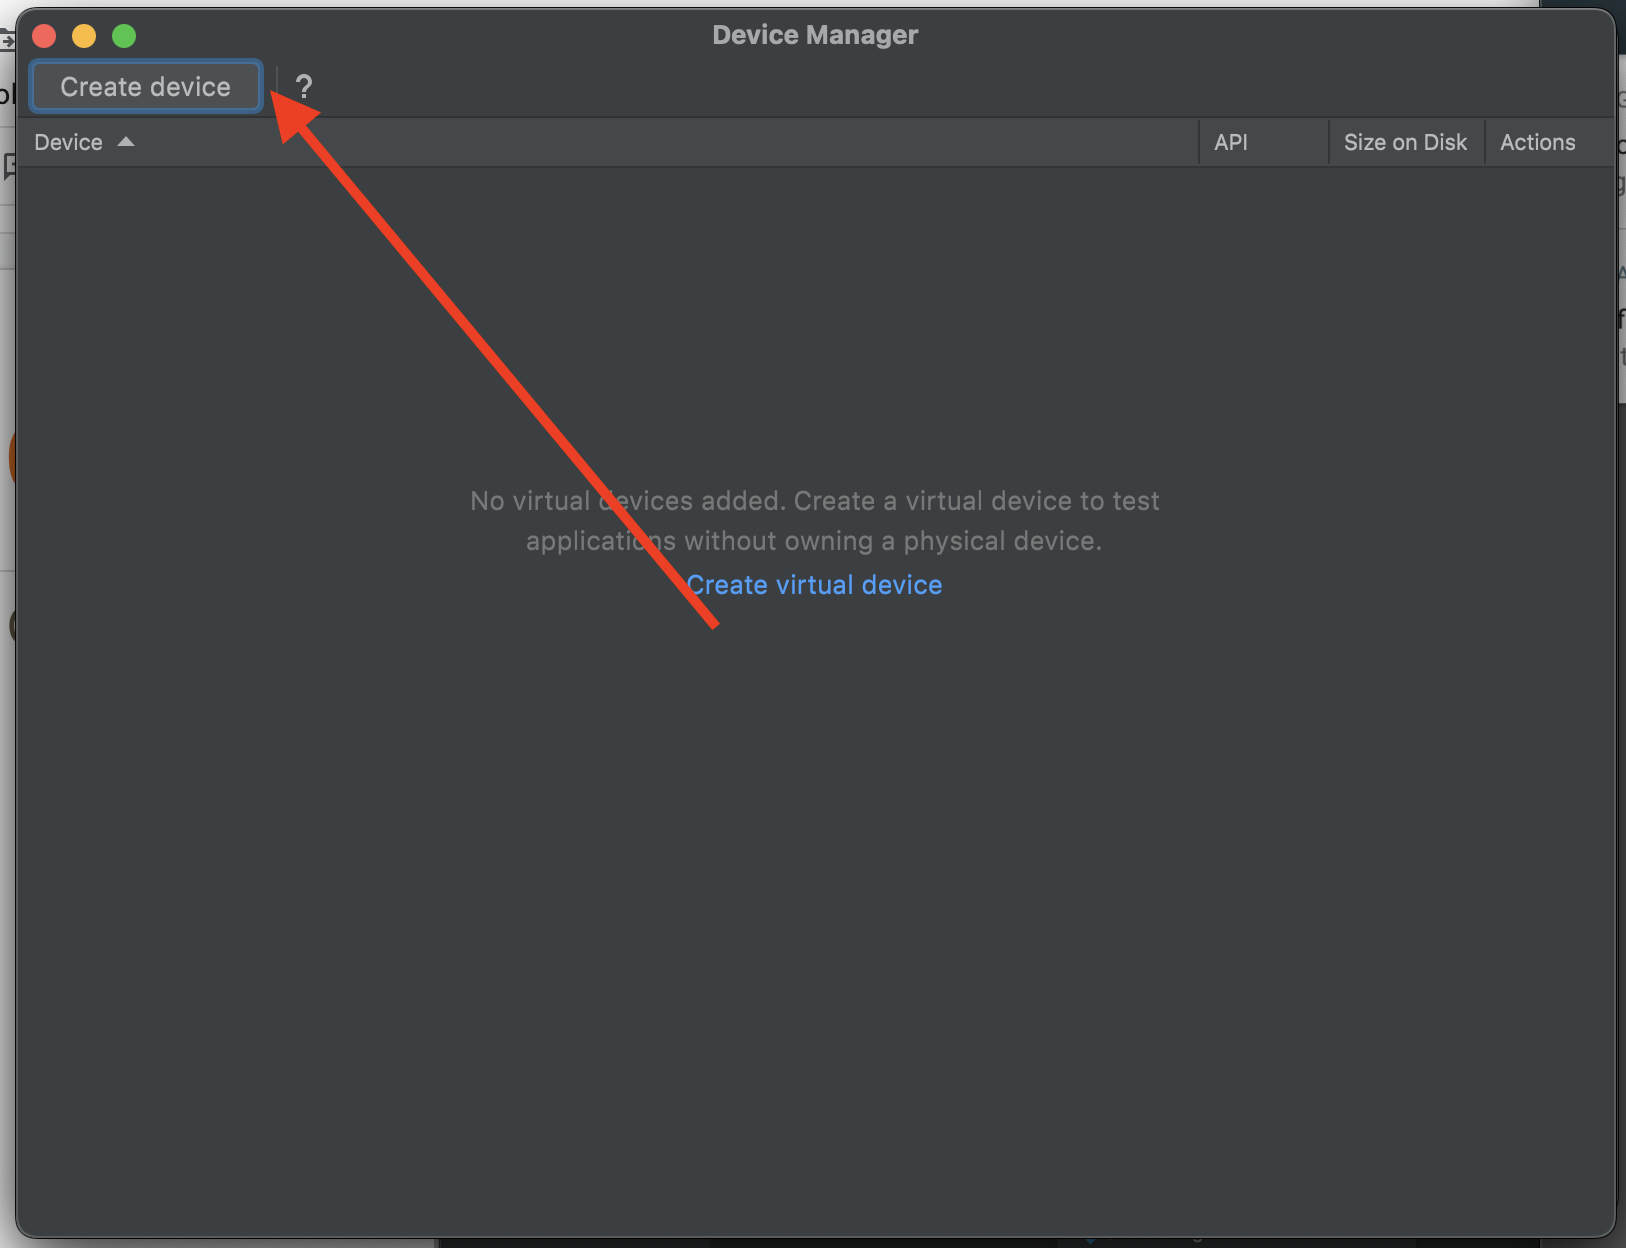 Device Manager
Create device
?
Device
API
Size on Disk
Actions
No virtual devices added. Create a virtual device to test
applications without owning a physical device.
Create virtual device